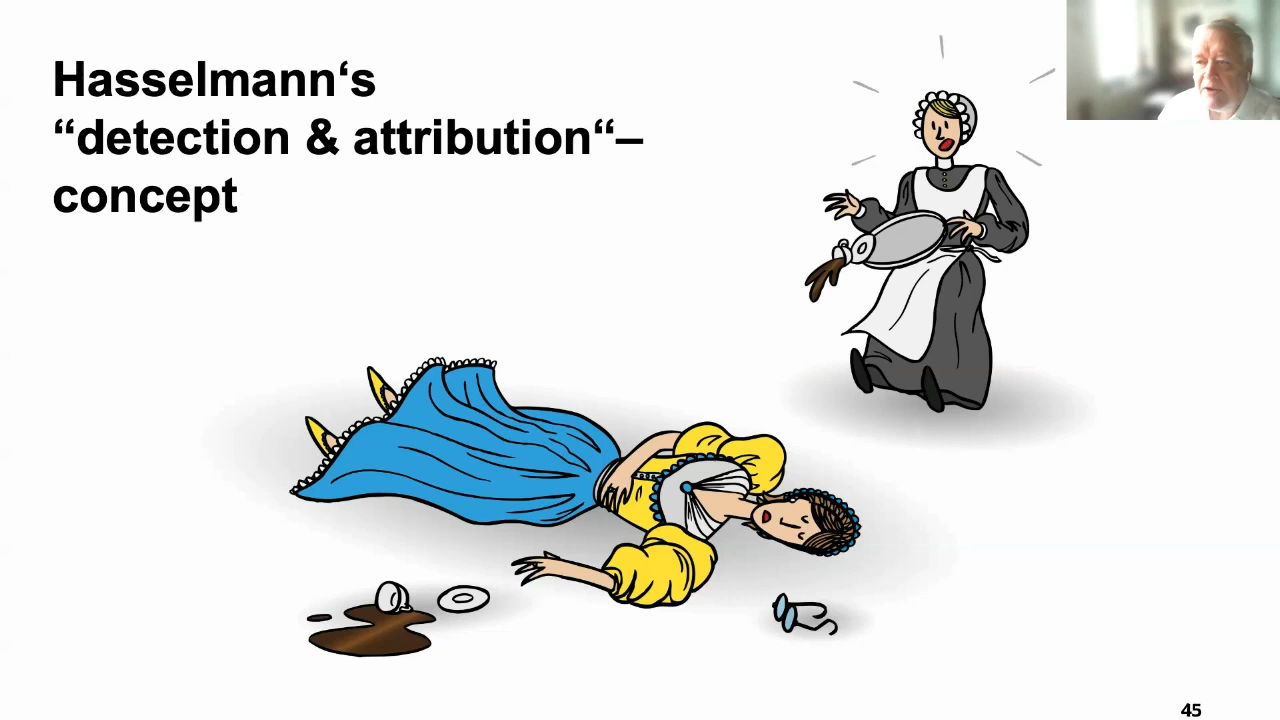 Hasselmann‘s
“detection & attribution“–
concept
45